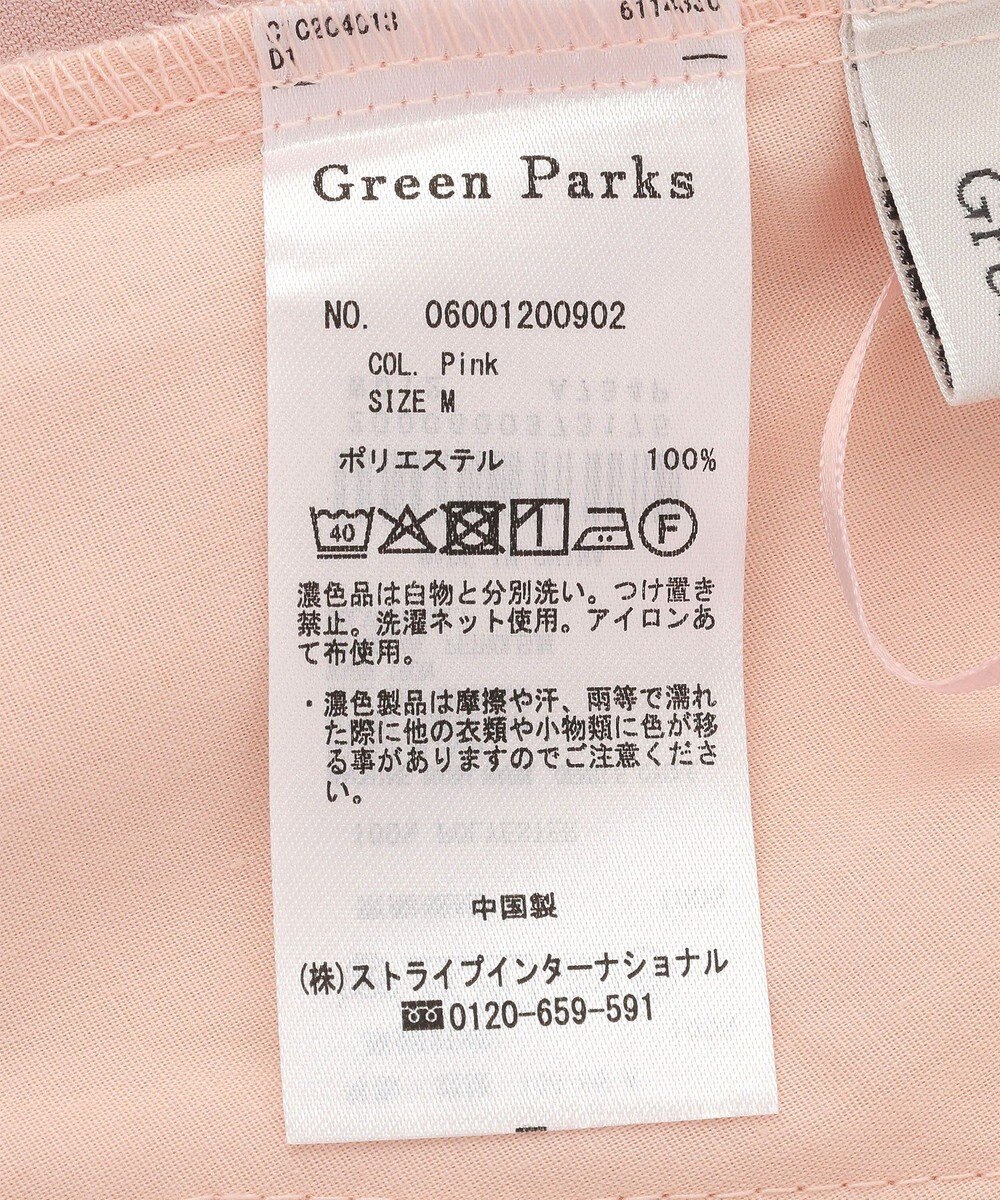 D1
Green Parks
NO. 06001200902
COL. Pink
SIZE M
ポリエステル 100%
40 F
濃色品は白物と分別洗い。つけ置き
禁止。洗濯ネット使用。アイロンあ
て布使用。
・濃色製品は摩擦や汗、雨等で濡れ
た際に他の衣類や小物類に色が移
る事がありますのでご注意くださ
い。
中国製
(株)ストライプインターナショナル
0120-659-591